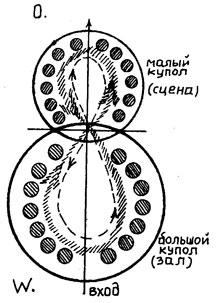 О.
малый
купол
(сцена)
большой
купол
(зал)
W.
вход